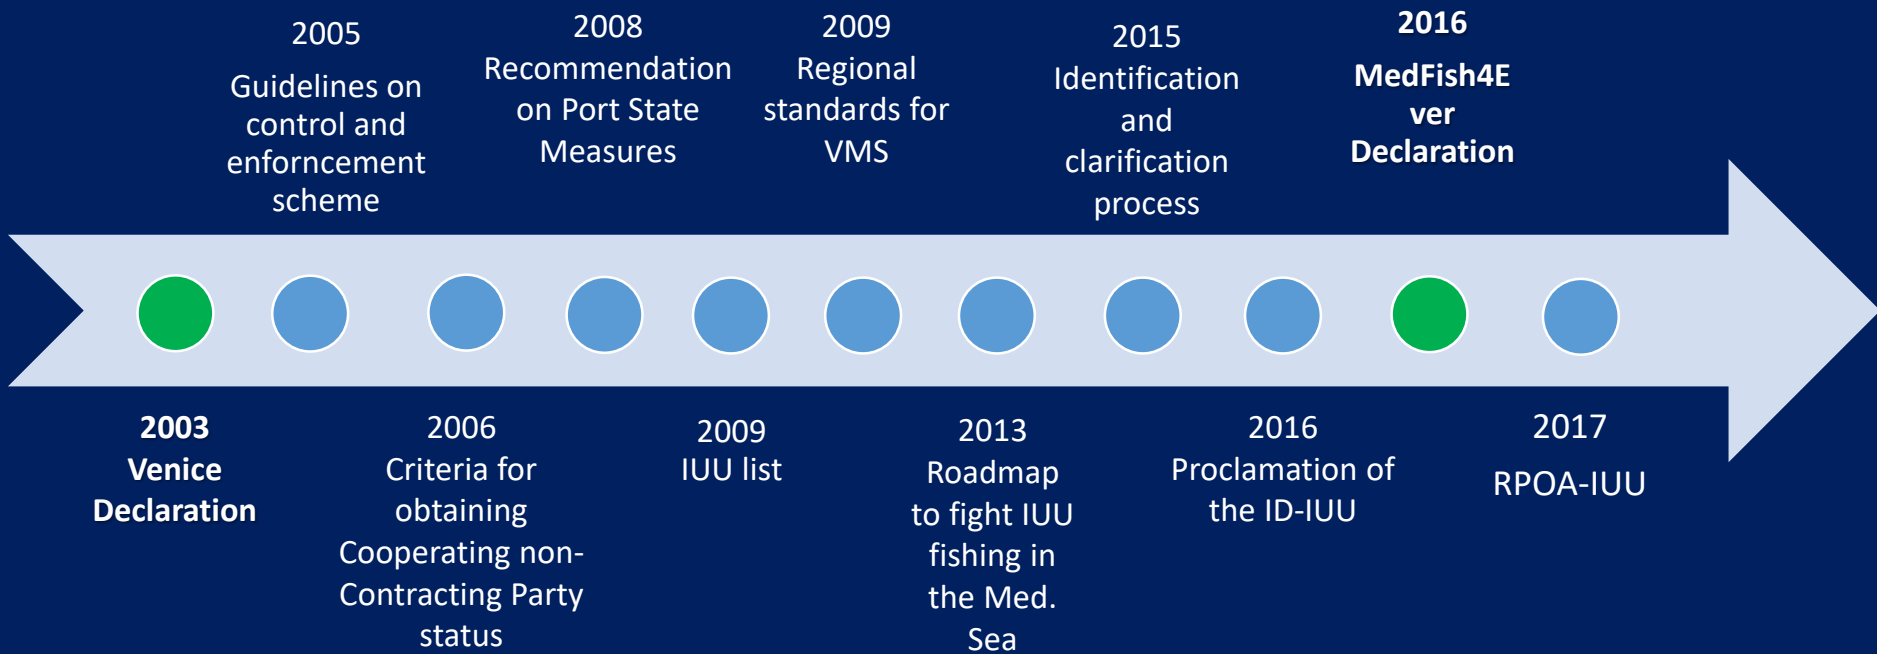 2005
Guidelines on
control and
enforncement
scheme
2008
Recommendation
on Port State
Measures
2009
Regional
standards for
VMS
2015
Identification
and
clarification
process
2016
MedFish4E
ver
Declaration
2003
Venice
Declaration
2006
Criteria for
obtaining
Cooperating non-
Contracting Party
status
2009
IUU list
2013
Roadmap
to fight IUU
fishing in
the Med.
Sea
2016
Proclamation of
the ID-IUU
2017
RPOA-IUU